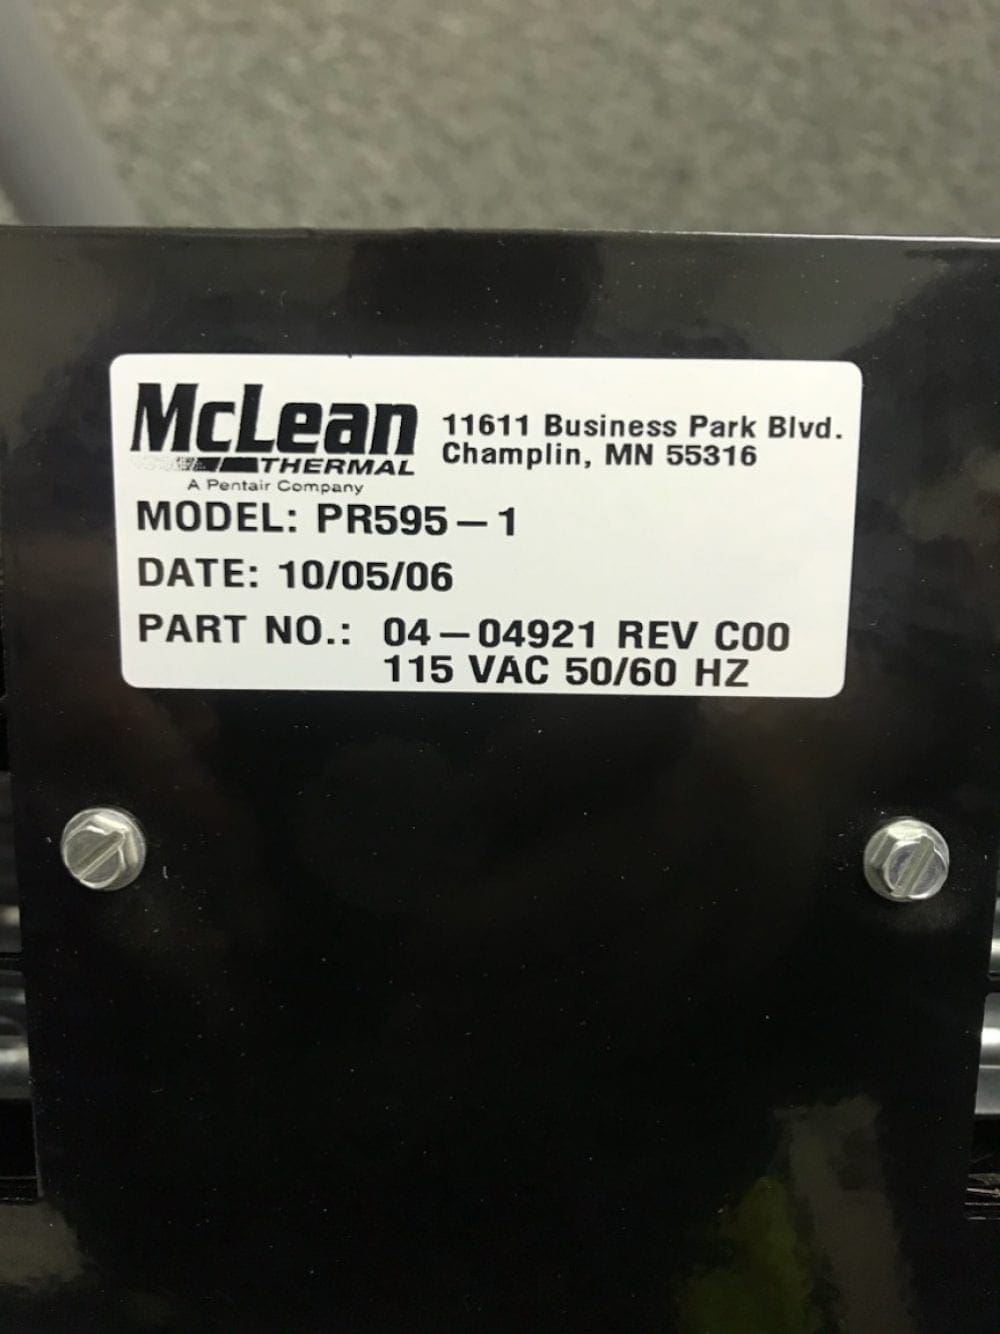 McLean
THERMAL
A Pentair Company
11611 Business Park Blvd.
Champlin, MN 55316
MODEL: PR595-1
DATE: 10/05/06
PART NO.: 04-04921 REV C00
115 VAC 50/60 HZ